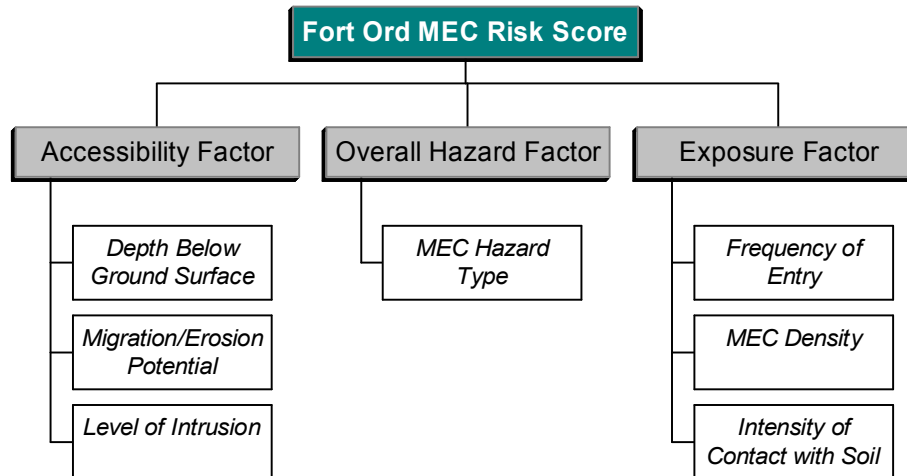 Fort Ord MEC Risk Score
Accessibility Factor
Overall Hazard Factor
Exposure Factor
Depth Below
Ground Surface
Migration/Erosion
Potential
Level of Intrusion
MEC Hazard
Type
Frequency of
Entry
MEC Density
Intensity of
Contact with Soil